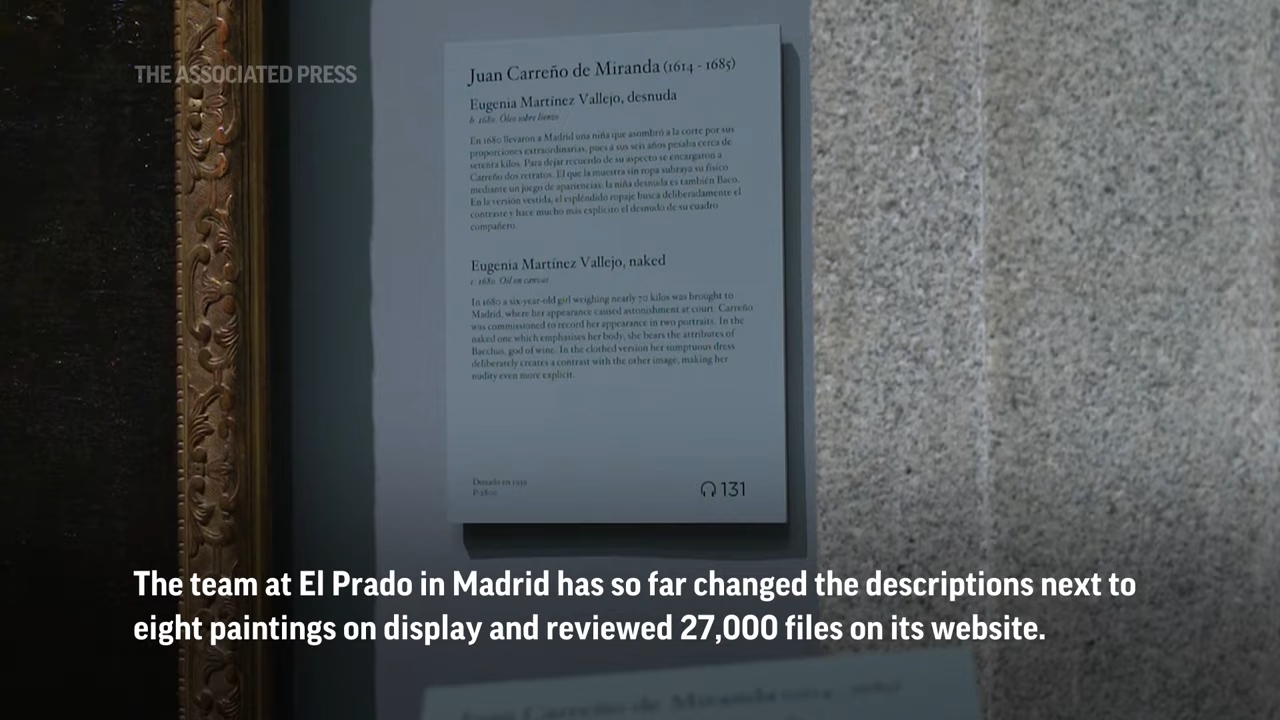 THE ASSOCIATED PRESS
Juan Carreño de Miranda (1614 - 1685)
Eugenia Martínez Vallejo, desnuda
h. 1680. Óleo sobre lienzo
En 1680 llevaron a Madrid una niña que asombró a la corte por sus
proporciones extraordinarias, pues a sus seis años pesaba cerca de
setenta kilos. Para dejar recuerdo de su aspecto se encargaron a
Carreño dos retratos. El que la muestra sin ropa subraya su físico
mediante un juego de apariencias: la niña desnuda es también Baco.
En la versión vestida, el espléndido ropaje busca deliberadamente el
contraste y hace mucho más explícito el desnudo de su cuadro
compañero.
Eugenia Martínez Vallejo, naked
c. 1680. Oil on canvas
In 1680 a six-year-old girl weighing nearly 70 kilos was brought to
Madrid, where her appearance caused astonishment at court. Carreño
was commissioned to record her appearance in two portraits. In the
naked one which emphasises her body, she bears the attributes of
Bacchus, god of wine. In the clothed version her sumptuous dress
deliberately creates a contrast with the other image, making her
nudity even more explicit.
Donado en 1939
P-2800
131
The team at El Prado in Madrid has so far changed the descriptions next to
eight paintings on display and reviewed 27,000 files on its website.
Juan Carreño de Miranda (1614 - 1685)